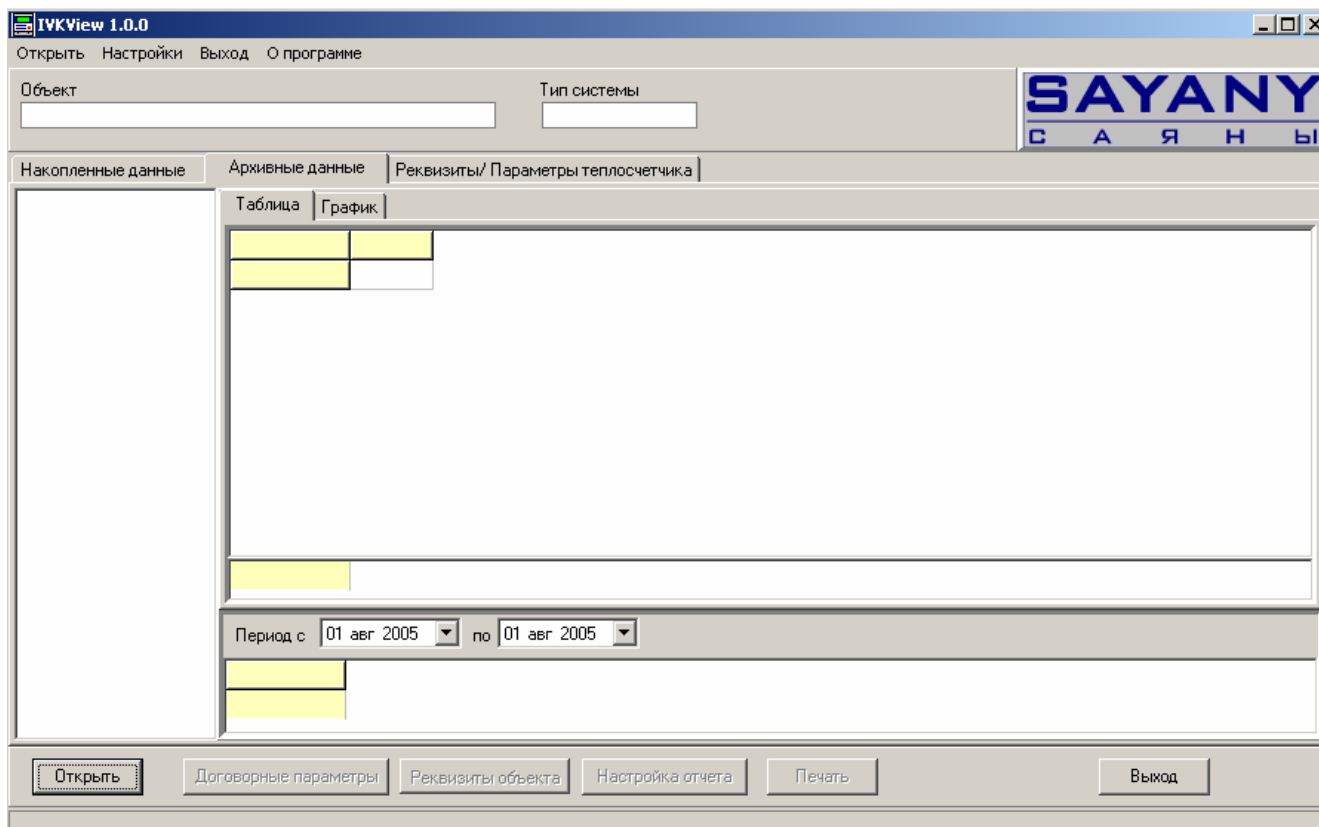 IVKView 1.0.0
Открыть Настройки Выход О программе
Объект Тип системы
SAYANY
САЯНЫ
Накопленные данные Архивные данные Реквизиты/ Параметры теплосчетчика
Таблица График
Период с 01 авг 2005 по 01 авг 2005
Открыть Договорные параметры Реквизиты объекта Настройка отчета Печать Выход